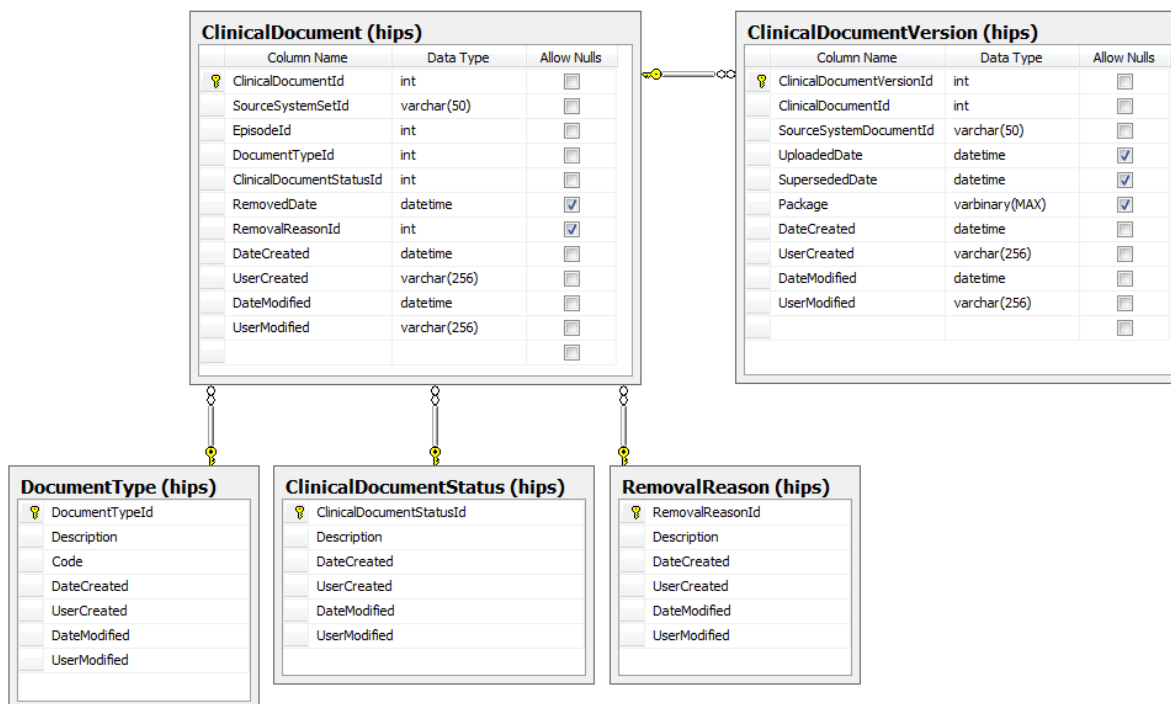 ClinicalDocument (hips)
Column Name Data Type Allow Nulls
ClinicalDocumentId int
SourceSystemSetId varchar(50)
EpisodeId int
DocumentTypeId int
ClinicalDocumentStatusId int
RemovedDate datetime
RemovalReasonId int
DateCreated datetime
UserCreated varchar(256)
DateModified datetime
UserModified varchar(256)
ClinicalDocumentVersion (hips)
Column Name Data Type Allow Nulls
ClinicalDocumentVersionId int
ClinicalDocumentId int
SourceSystemDocumentId varchar(50)
UploadedDate datetime
SupersededDate datetime
Package varbinary(MAX)
DateCreated datetime
UserCreated varchar(256)
DateModified datetime
UserModified varchar(256)
DocumentType (hips)
DocumentTypeId
Description
Code
DateCreated
UserCreated
DateModified
UserModified
ClinicalDocumentStatus (hips)
ClinicalDocumentStatusId
Description
DateCreated
UserCreated
DateModified
UserModified
RemovalReason (hips)
RemovalReasonId
Description
DateCreated
UserCreated
DateModified
UserModified